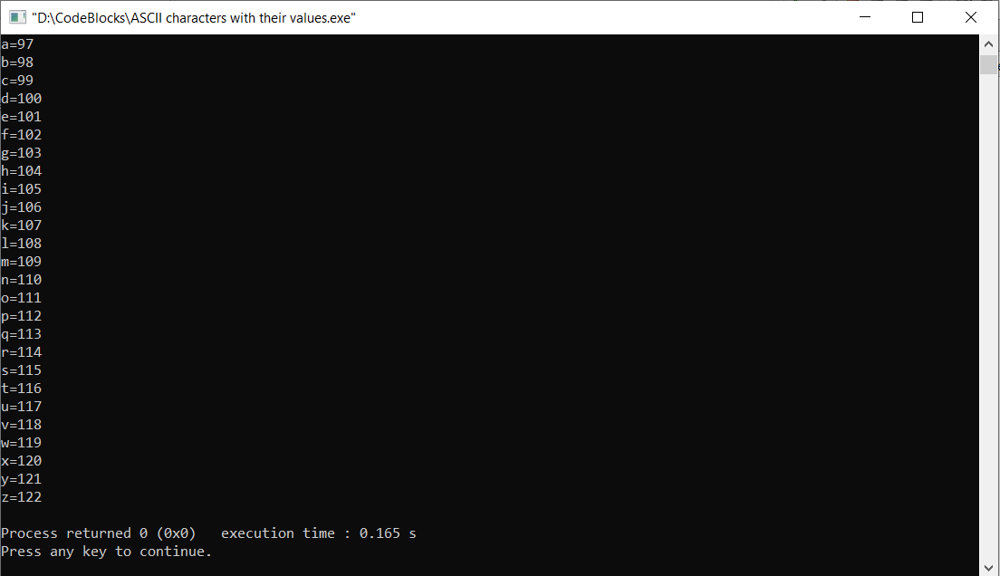 "D:\CodeBlocks\ASCII characters with their values.exe"
a=97
b=98
c=99
d=100
e=101
f=102
g=103
h=104
i=105
j=106
k=107
l=108
m=109
n=110
o=111
p=112
q=113
r=114
s=115
t=116
u=117
v=118
w=119
x=120
y=121
z=122
Process returned 0 (0x0)   execution time : 0.165 s
Press any key to continue.